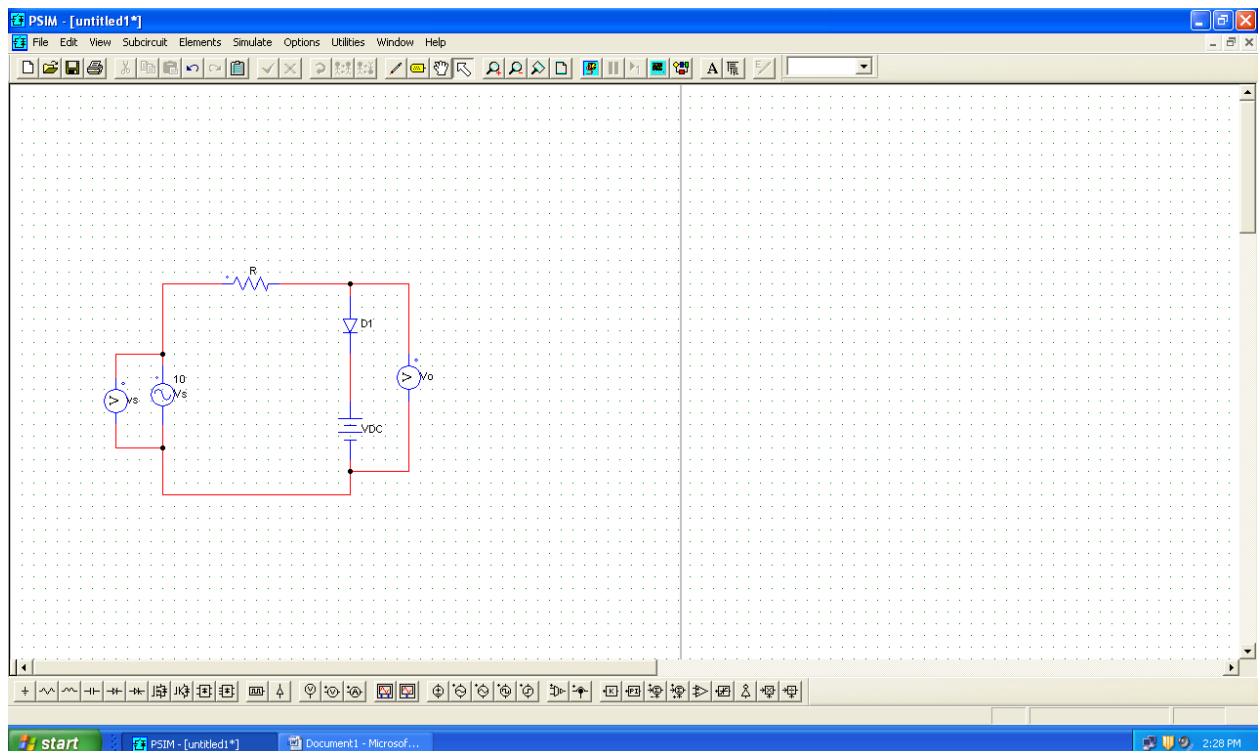 PSIM - [untitled1*]
File Edit View Subcircuit Elements Simulate Options Utilities Window Help
R
D1
10
Vs
Vs
Vo
VDC
start
PSIM - [untitled1*]
Document1 - Microsof...
2:28 PM